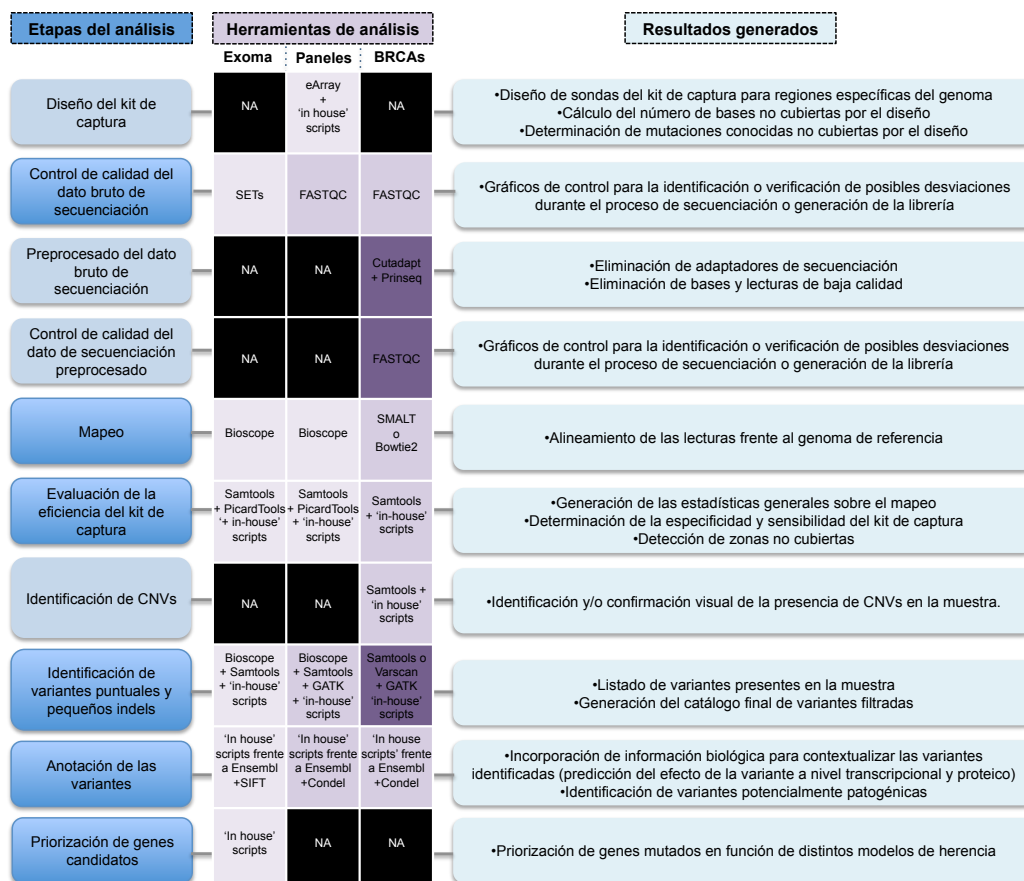 Etapas del análisis
Herramientas de análisis
Resultados generados
Exoma
Paneles
BRCAs
Diseño del kit de
captura
NA
eArray
+
‘in house’
scripts
NA
•Diseño de sondas del kit de captura para regiones específicas del genoma
•Cálculo del número de bases no cubiertas por el diseño
•Determinación de mutaciones conocidas no cubiertas por el diseño
Control de calidad del
dato bruto de
secuenciación
SETs
FASTQC
FASTQC
•Gráficos de control para la identificación o verificación de posibles desviaciones
durante el proceso de secuenciación o generación de la librería
Preprocesado del dato
bruto de
secuenciación
NA
NA
Cutadapt
+ Prinseq
•Eliminación de adaptadores de secuenciación
•Eliminación de bases y lecturas de baja calidad
Control de calidad del
dato de secuenciación
preprocesado
NA
NA
FASTQC
•Gráficos de control para la identificación o verificación de posibles desviaciones
durante el proceso de secuenciación o generación de la librería
Mapeo
Bioscope
Bioscope
SMALT
o
Bowtie2
•Alineamiento de las lecturas frente al genoma de referencia
Evaluación de la
eficiencia del kit de
captura
Samtools
+ PicardTools
‘+ in-house’
scripts
Samtools
+ PicardTools
+ ‘in-house’
scripts
Samtools
+ ‘in-house’
scripts
•Generación de las estadísticas generales sobre el mapeo
•Determinación de la especificidad y sensibilidad del kit de captura
•Detección de zonas no cubiertas
Identificación de CNVs
NA
NA
Samtools +
‘in house’
scripts
•Identificación y/o confirmación visual de la presencia de CNVs en la muestra.
Identificación de
variantes puntuales y
pequeños indels
Bioscope
+ Samtools
+ ‘in-house’
scripts
Bioscope
+ Samtools
+ GATK
+ ‘in-house’
scripts
Samtools o
Varscan
+ GATK
‘in-house’
scripts
•Listado de variantes presentes en la muestra
•Generación del catálogo final de variantes filtradas
Anotación de las
variantes
‘In house’
scripts frente
a Ensembl
+SIFT
‘In house’
scripts frente
a Ensembl
+Condel
‘In house
scripts’ frente
a Ensembl
+Condel
•Incorporación de información biológica para contextualizar las variantes
identificadas (predicción del efecto de la variante a nivel transcripcional y proteico)
•Identificación de variantes potencialmente patogénicas
Priorización de genes
candidatos
‘In house’
scripts
NA
NA
•Priorización de genes mutados en función de distintos modelos de herencia